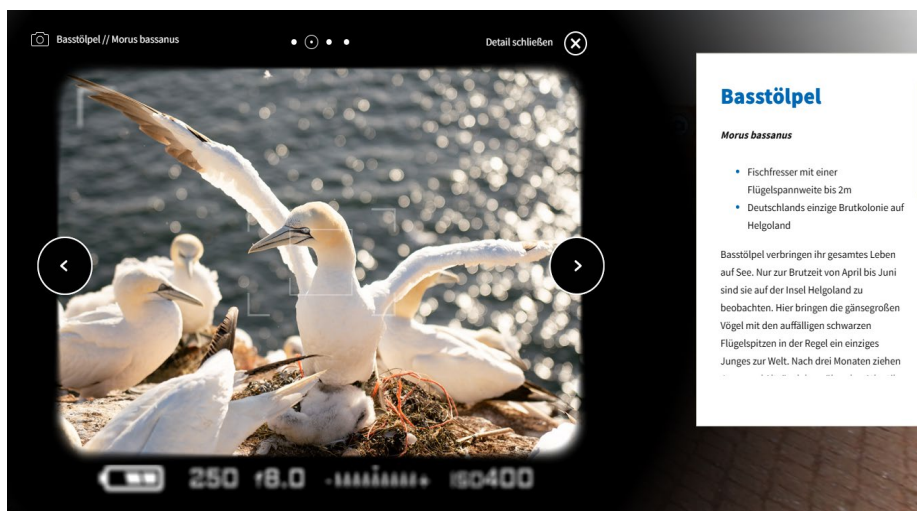 Basstölpel // Morus bassanus
Detail schließen
250 f8.0 ISO400
Basstölpel
Morus bassanus
Fischfresser mit einer
Flügelspannweite bis 2m
Deutschlands einzige Brutkolonie auf
Helgoland
Basstölpel verbringen ihr gesamtes Leben
auf See. Nur zur Brutzeit von April bis Juni
sind sie auf der Insel Helgoland zu
beobachten. Hier bringen die gänsegroßen
Vögel mit den auffälligen schwarzen
Flügelspitzen in der Regel ein einziges
Junges zur Welt. Nach drei Monaten ziehen